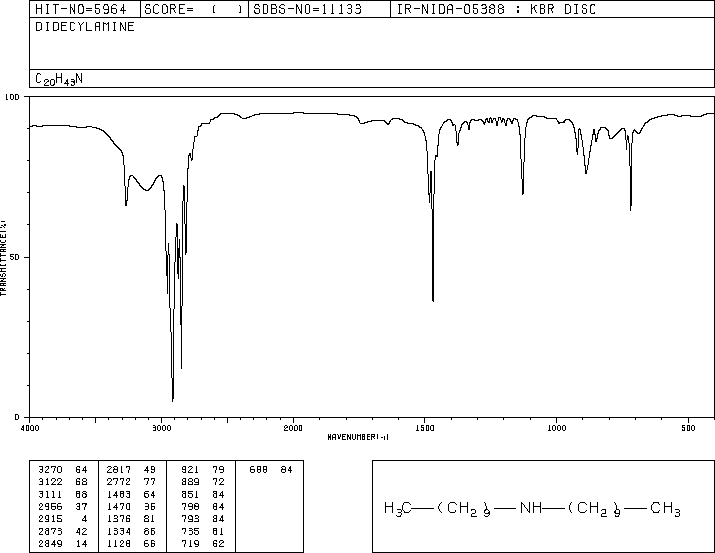 HIT-NO=5964 SCORE= ( ) SDBS-NO=11133 IR-NIDA-05388 : KBR DISC
DIDECYLAMINE
C20H43N
100
50
0
TRANSMITTANCE(%)
4000 3000 2000 1500 1000 500
WAVENUMBER(-1)
3270 64 2817 49 921 79 688 84
3122 68 2772 77 889 72
3111 68 1483 64 851 84
2956 37 1470 36 798 84
2915 4 1376 81 793 84
2873 42 1334 86 735 81
2849 14 1128 66 719 62
H3C—(CH2)9—NH—(CH2)9—CH3